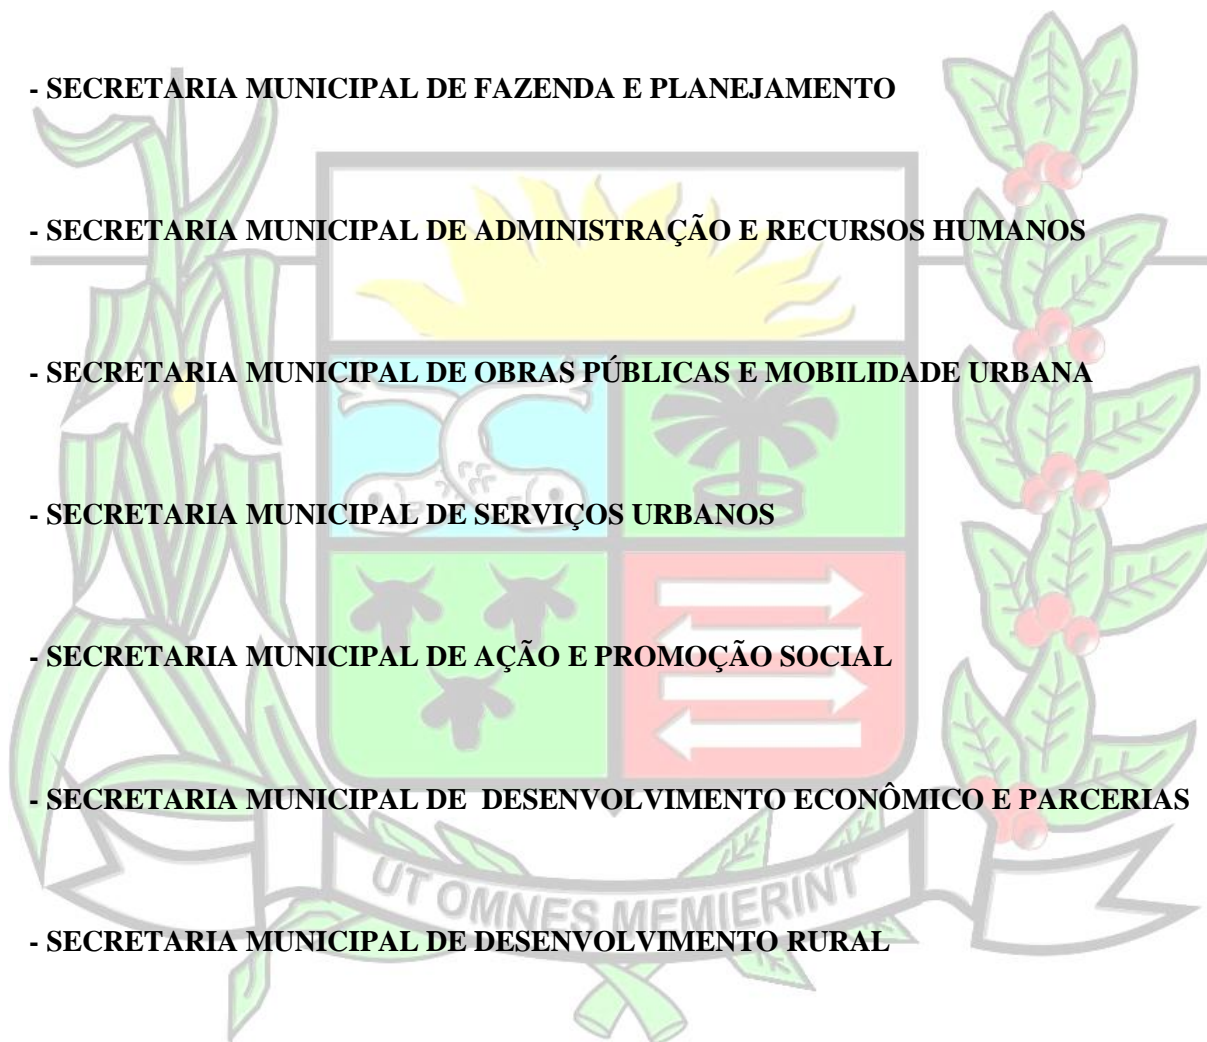 - SECRETARIA MUNICIPAL DE FAZENDA E PLANEJAMENTO
- SECRETARIA MUNICIPAL DE ADMINISTRAÇÃO E RECURSOS HUMANOS
- SECRETARIA MUNICIPAL DE OBRAS PÚBLICAS E MOBILIDADE URBANA
- SECRETARIA MUNICIPAL DE SERVIÇOS URBANOS
- SECRETARIA MUNICIPAL DE AÇÃO E PROMOÇÃO SOCIAL
- SECRETARIA MUNICIPAL DE  DESENVOLVIMENTO ECONÔMICO E PARCERIAS
UT OMNES MEMIERINT
- SECRETARIA MUNICIPAL DE DESENVOLVIMENTO RURAL